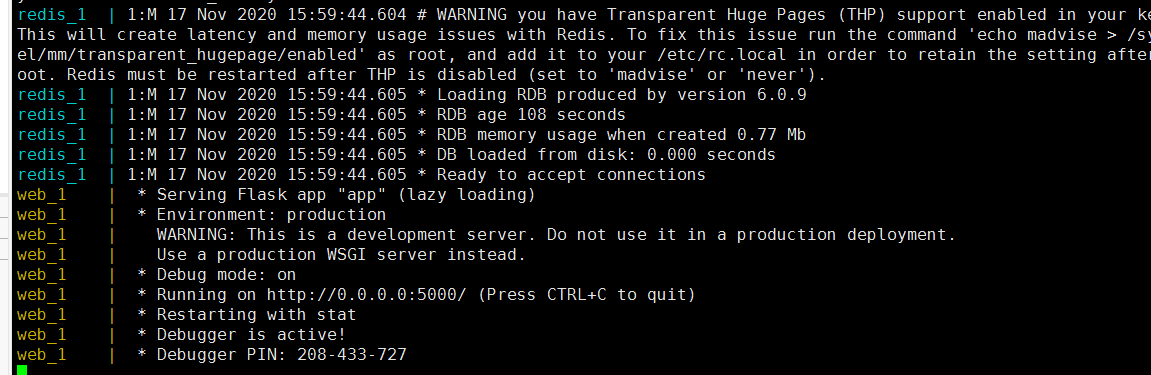 redis_1  | 1:M 17 Nov 2020 15:59:44.604 # WARNING you have Transparent Huge Pages (THP) support enabled in your
This will create latency and memory usage issues with Redis. To fix this issue run the command 'echo madvise >
el/mm/transparent_hugepage/enabled' as root, and add it to your /etc/rc.local in order to retain the setting
oot. Redis must be restarted after THP is disabled (set to 'madvise' or 'never').
redis_1  | 1:M 17 Nov 2020 15:59:44.605 * Loading RDB produced by version 6.0.9
redis_1  | 1:M 17 Nov 2020 15:59:44.605 * RDB age 108 seconds
redis_1  | 1:M 17 Nov 2020 15:59:44.605 * RDB memory usage when created 0.77 Mb
redis_1  | 1:M 17 Nov 2020 15:59:44.605 * DB loaded from disk: 0.000 seconds
redis_1  | 1:M 17 Nov 2020 15:59:44.605 * Ready to accept connections
web_1    |  * Serving Flask app "app" (lazy loading)
web_1    |  * Environment: production
web_1    |    WARNING: This is a development server. Do not use it in a production deployment.
web_1    |    Use a production WSGI server instead.
web_1    |  * Debug mode: on
web_1    |  * Running on http://0.0.0.0:5000/ (Press CTRL+C to quit)
web_1    |  * Restarting with stat
web_1    |  * Debugger is active!
web_1    |  * Debugger PIN: 208-433-727